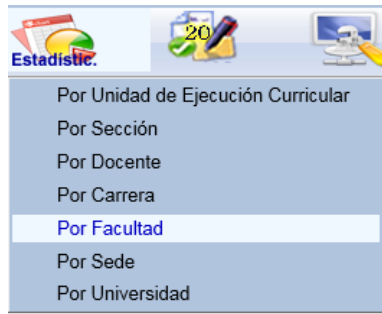 20
Estadistic.
Por Unidad de Ejecución Curricular
Por Sección
Por Docente
Por Carrera
Por Facultad
Por Sede
Por Universidad